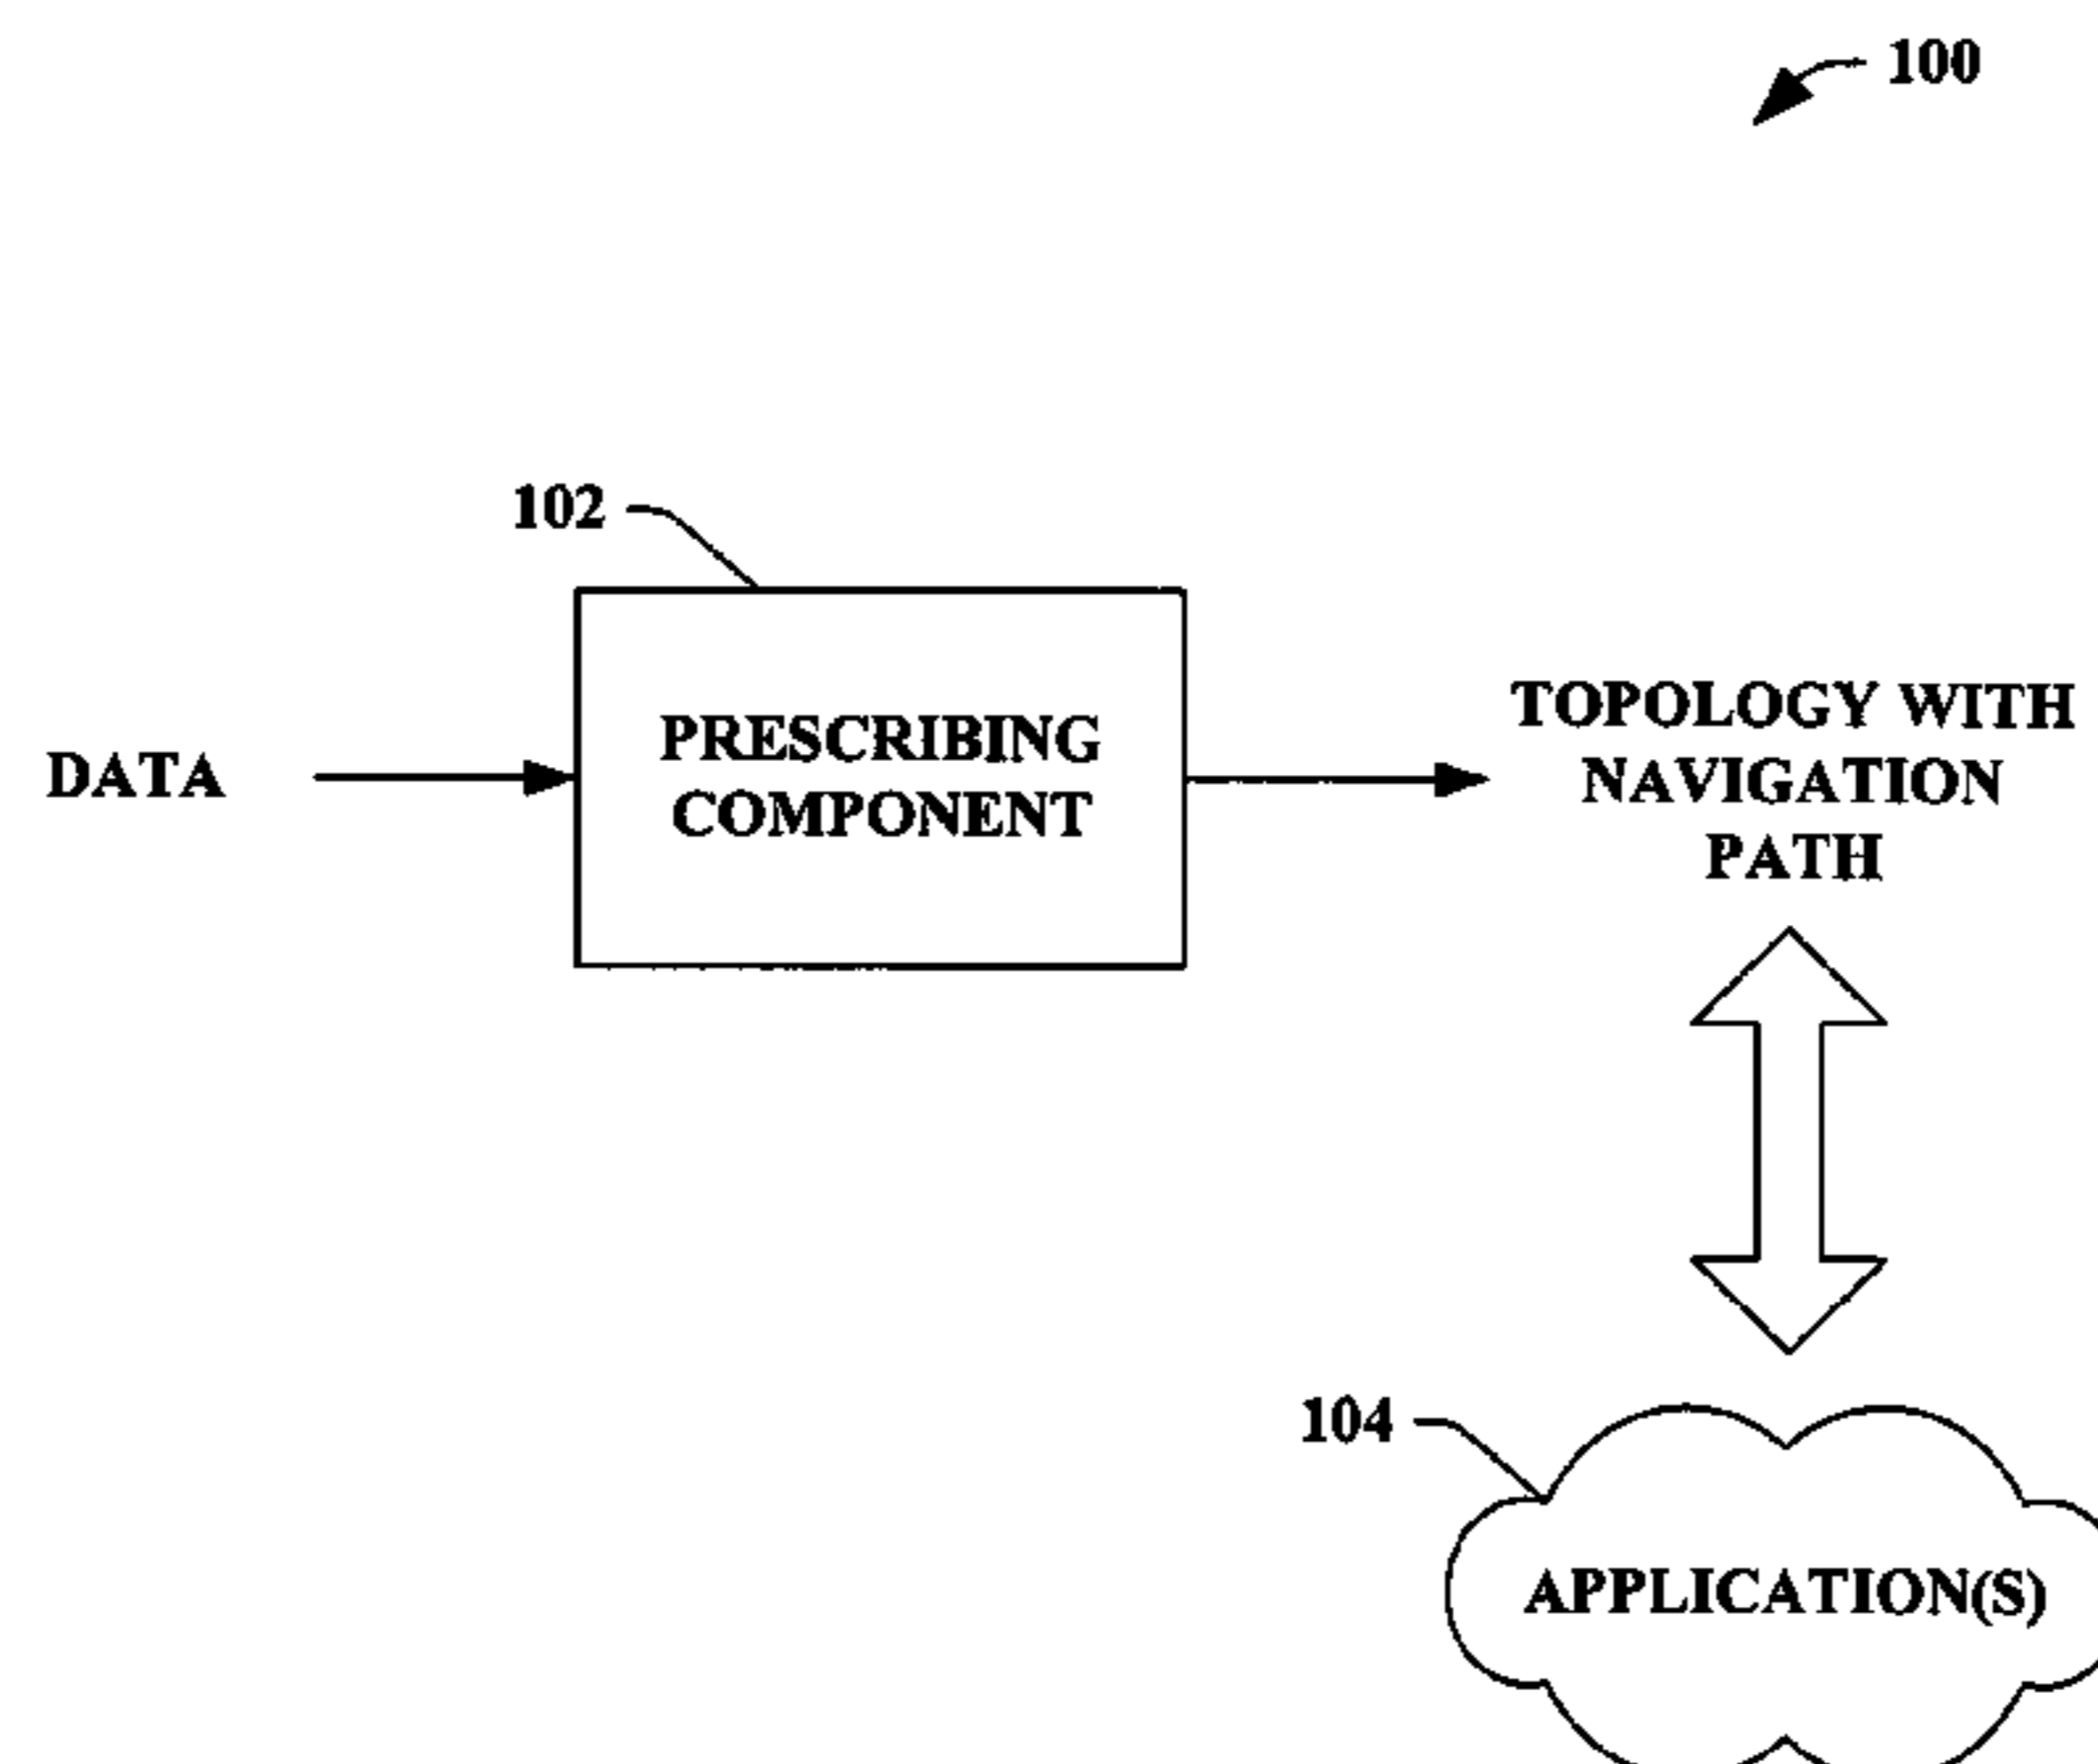 100
102
PRESCRIBING
COMPONENT
DATA
TOPOLOGY WITH
NAVIGATION
PATH
104
APPLICATION(S)